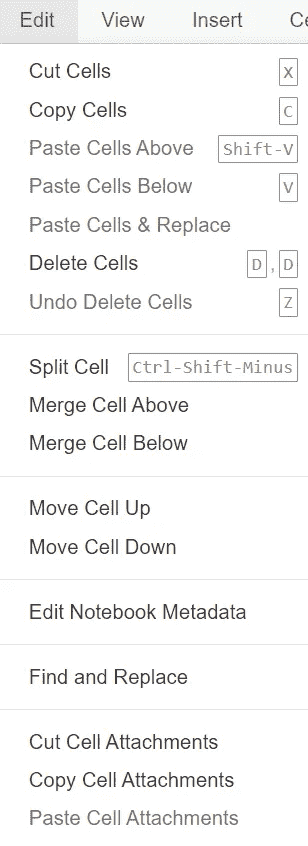 Edit View Insert Ce
Cut Cells X
Copy Cells C
Paste Cells Above Shift-V
Paste Cells Below V
Paste Cells & Replace
Delete Cells D,D
Undo Delete Cells Z
Split Cell Ctrl-Shift-Minus
Merge Cell Above
Merge Cell Below
Move Cell Up
Move Cell Down
Edit Notebook Metadata
Find and Replace
Cut Cell Attachments
Copy Cell Attachments
Paste Cell Attachments